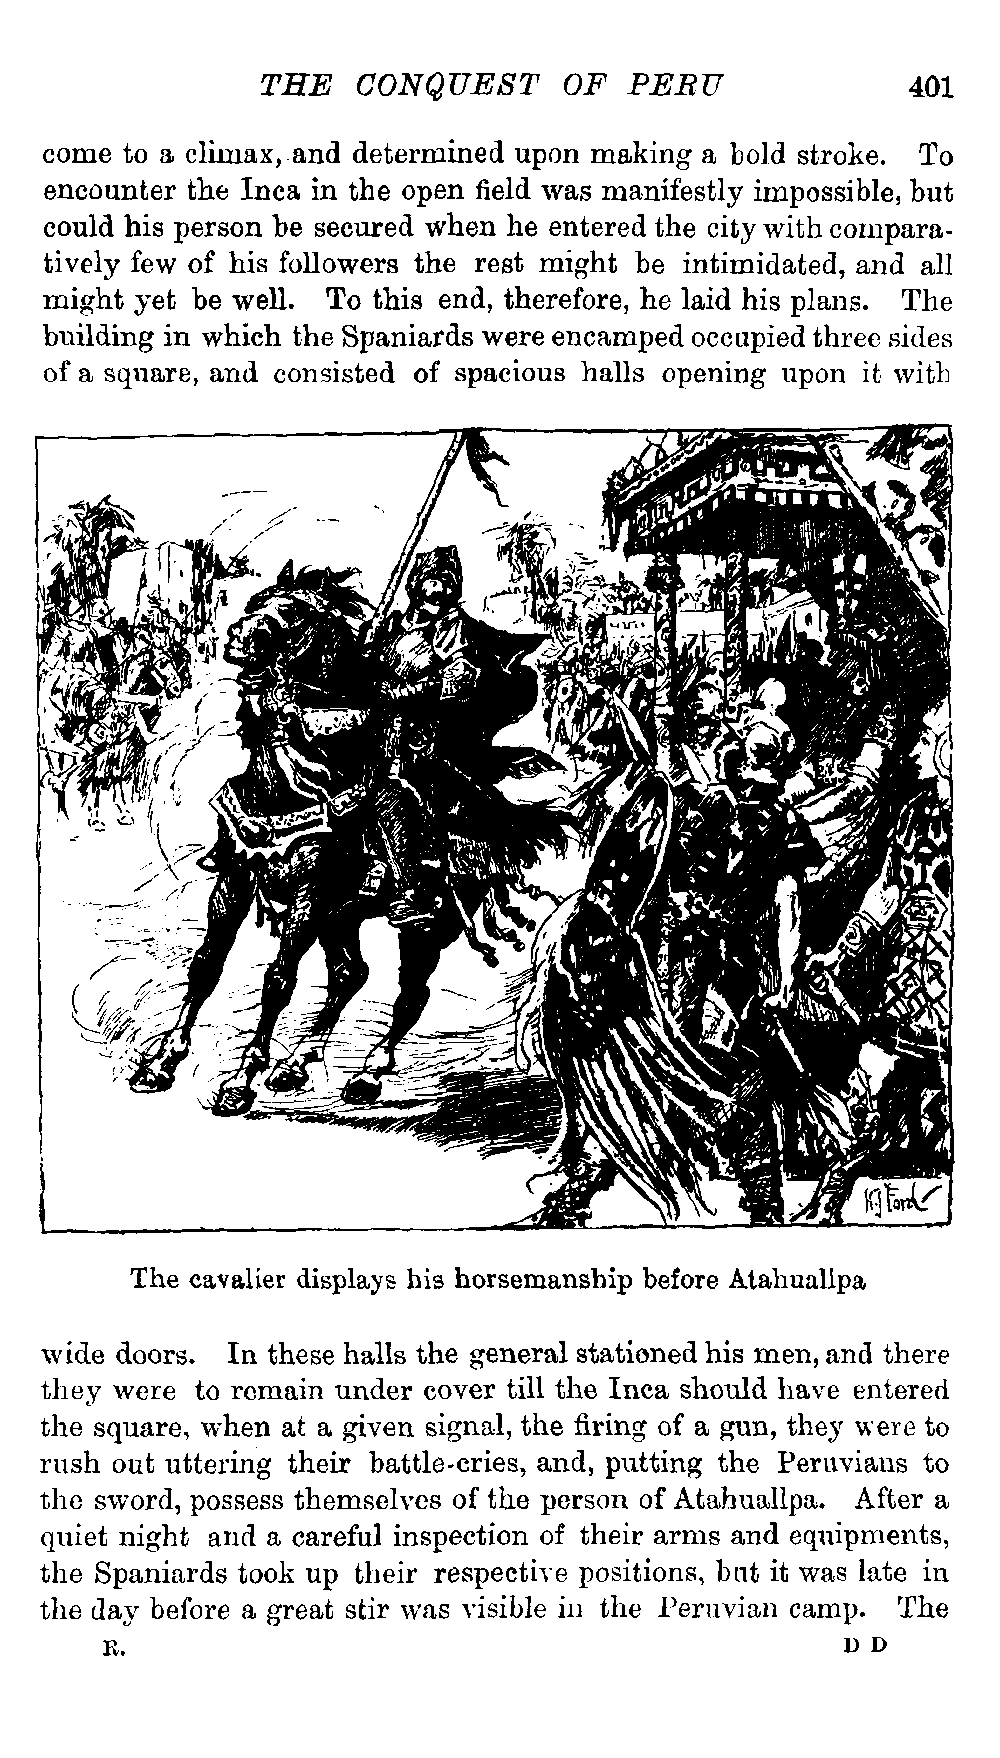 THE CONQUEST OF PERU 401
come to a climax, and determined upon making a bold stroke. To
encounter the Inca in the open field was manifestly impossible, but
could his person be secured when he entered the city with compara-
tively few of his followers the rest might be intimidated, and all
might yet be well. To this end, therefore, he laid his plans. The
building in which the Spaniards were encamped occupied three sides
of a square, and consisted of spacious halls opening upon it with
H.J. Ford
The cavalier displays his horsemanship before Atahuallpa
wide doors. In these halls the general stationed his men, and there
they were to remain under cover till the Inca should have entered
the square, when at a given signal, the firing of a gun, they were to
rush out uttering their battle-cries, and, putting the Peruvians to
the sword, possess themselves of the person of Atahuallpa. After a
quiet night and a careful inspection of their arms and equipments,
the Spaniards took up their respective positions, but it was late in
the day before a great stir was visible in the Peruvian camp. The
R. D D